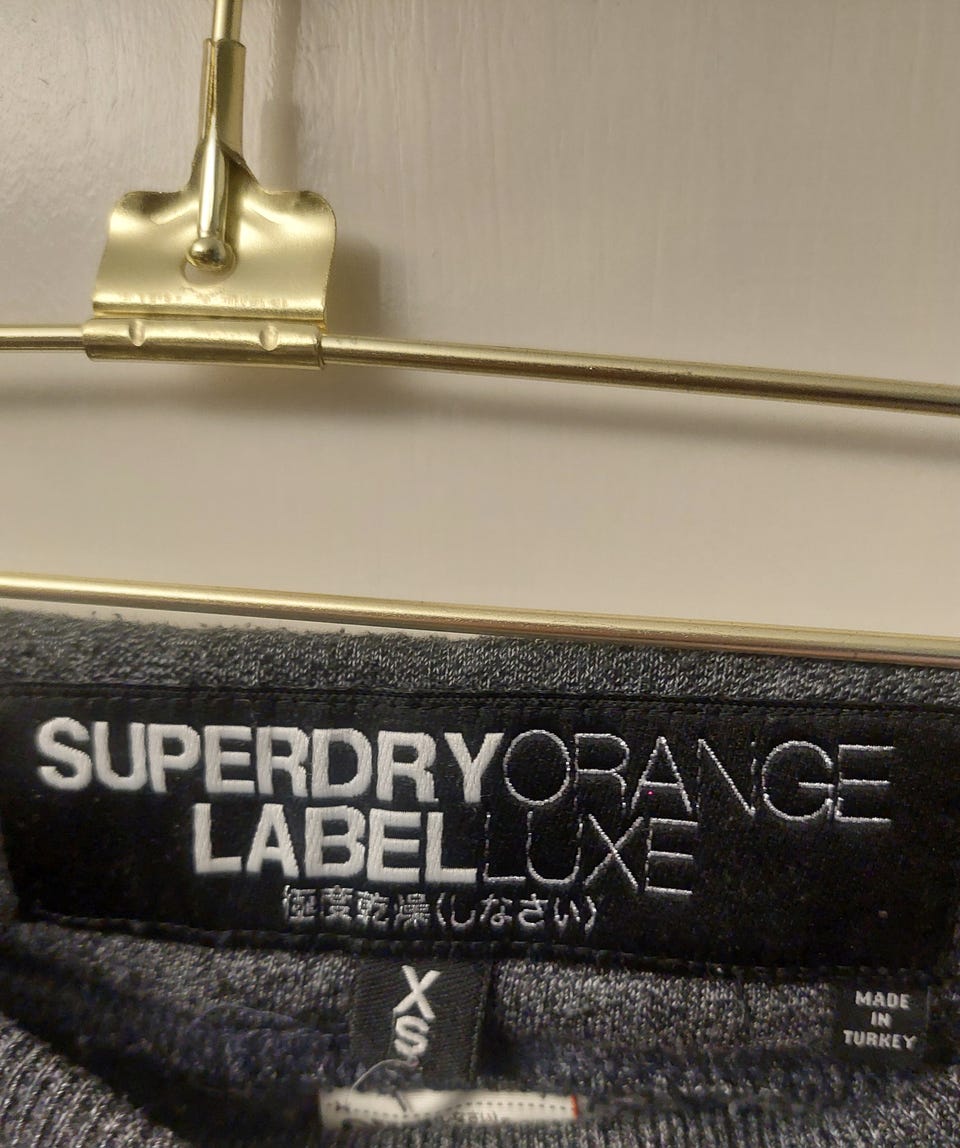 SUPERDRYORANGE
LABELLUXE
極度乾燥(しなさい)
XS
MADE
IN
TURKEY